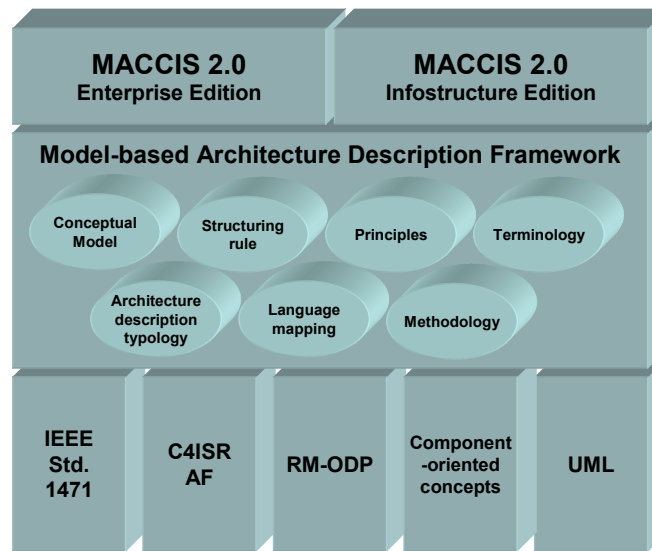 MACCIS 2.0
Enterprise Edition
MACCIS 2.0
Infostructure Edition
Model-based Architecture Description Framework
Conceptual
Model
Structuring
rule
Principles
Terminology
Architecture
description
typology
Language
mapping
Methodology
IEEE
Std.
1471
C4ISR
AF
RM-ODP
Component
-oriented
concepts
UML